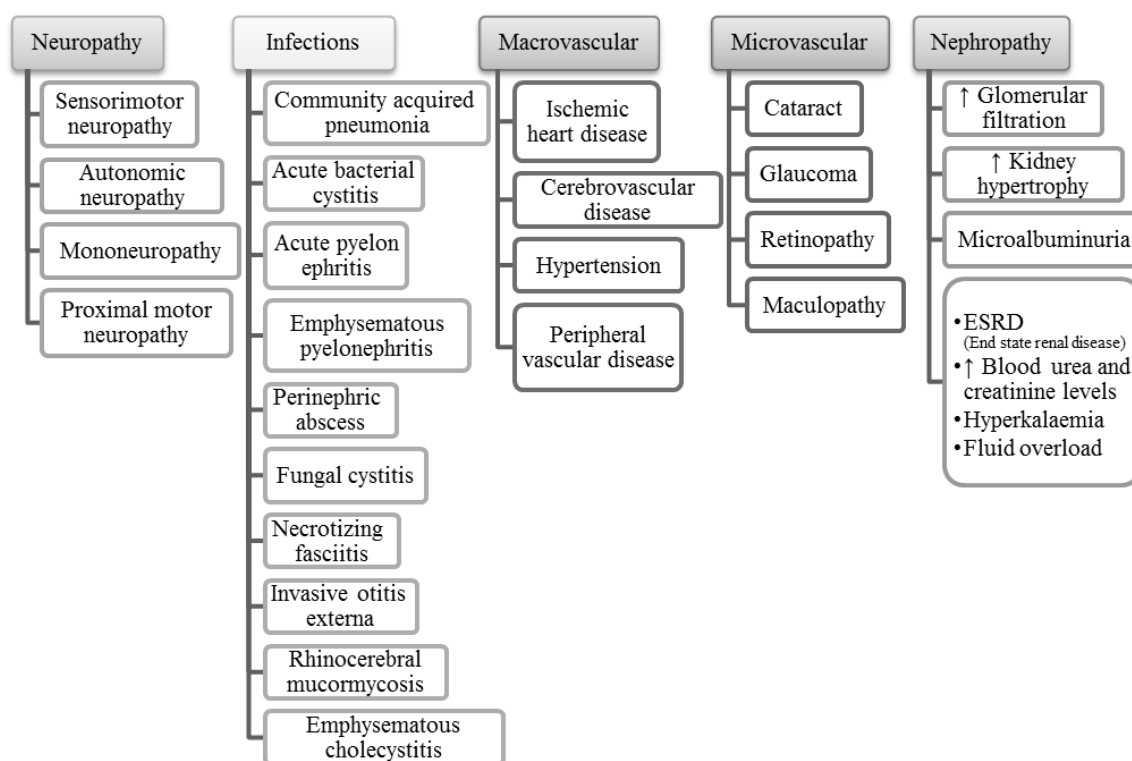 Neuropathy
Sensorimotor
neuropathy
Autonomic
neuropathy
Mononeuropathy
Proximal motor
neuropathy
Infections
Community acquired
pneumonia
Acute bacterial
cystitis
Acute pyelon
ephritis
Emphysematous
pyelonephritis
Perinephric
abscess
Fungal cystitis
Necrotizing
fasciitis
Invasive otitis
externa
Rhinocerebral
mucormycosis
Emphysematous
cholecystitis
Macrovascular
Ischemic
heart disease
Cerebrovascular
disease
Hypertension
Peripheral
vascular disease
Microvascular
Cataract
Glaucoma
Retinopathy
Maculopathy
Nephropathy
↑ Glomerular
filtration
↑ Kidney
hypertrophy
Microalbuminuria
•ESRD
(End state renal disease)
•↑ Blood urea and
creatinine levels
•Hyperkalaemia
•Fluid overload